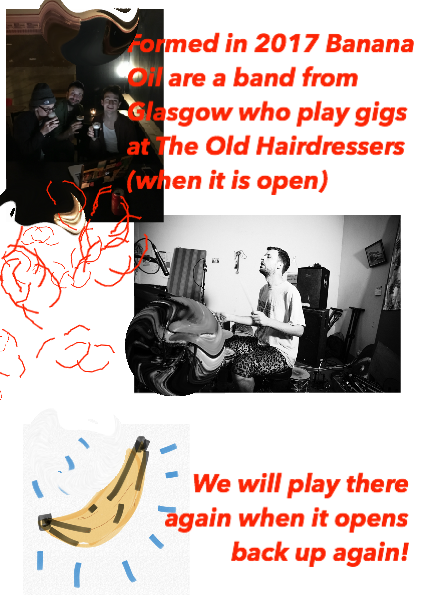 Formed in 2017 Banana
Oil are a band from
Glasgow who play gigs
at The Old Hairdressers
(when it is open)
We will play there
again when it opens
back up again!